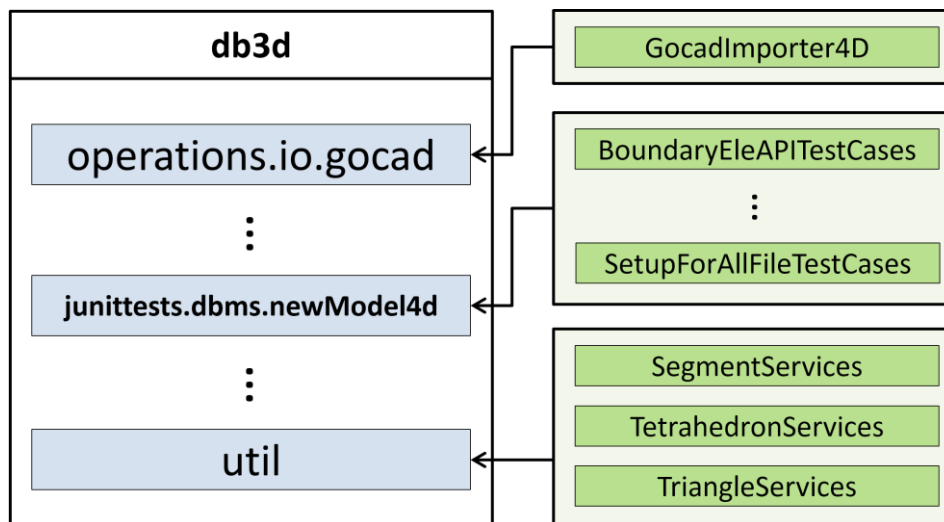 db3d
operations.io.gocad
⋮
junittests.dbms.newModel4d
⋮
util
GocadImporter4D
BoundaryEleAPITestCases
⋮
SetupForAllFileTestCases
SegmentServices
TetrahedronServices
TriangleServices